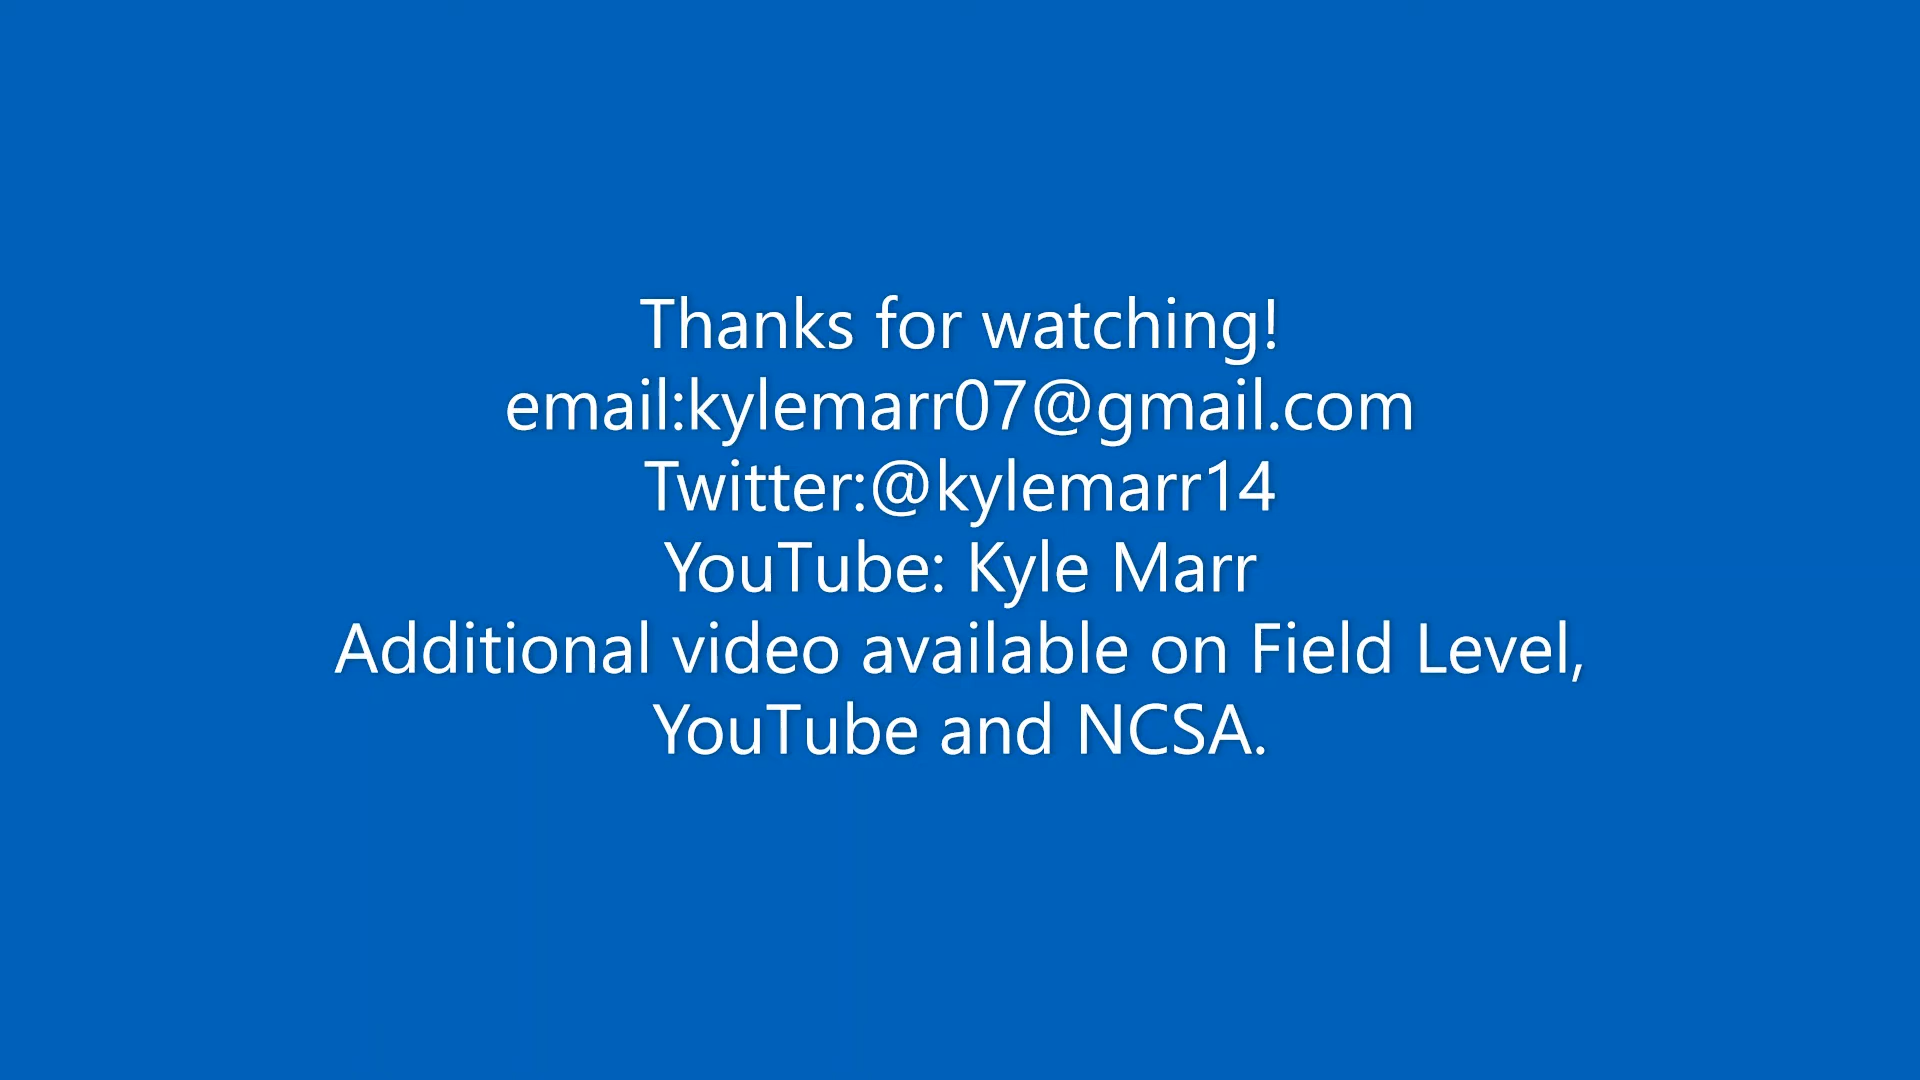 Thanks for watching!
email:kylemarr07@gmail.com
Twitter:@kylemarr14
YouTube: Kyle Marr
Additional video available on Field Level,
YouTube and NCSA.